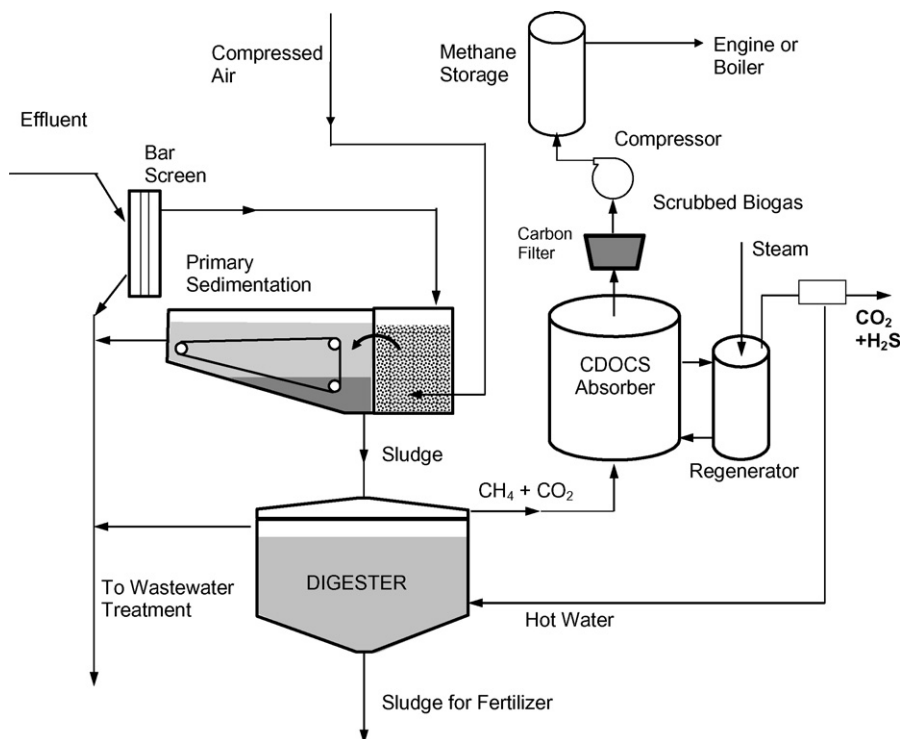 Compressed
Air
Methane
Storage
Engine or
Boiler
Effluent
Bar
Screen
Compressor
Scrubbed Biogas
Carbon
Filter
Steam
Primary
Sedimentation
CO₂
+H₂S
CDOCS
Absorber
Sludge
Regenerator
CH₄ + CO₂
DIGESTER
To Wastewater
Treatment
Hot Water
Sludge for Fertilizer